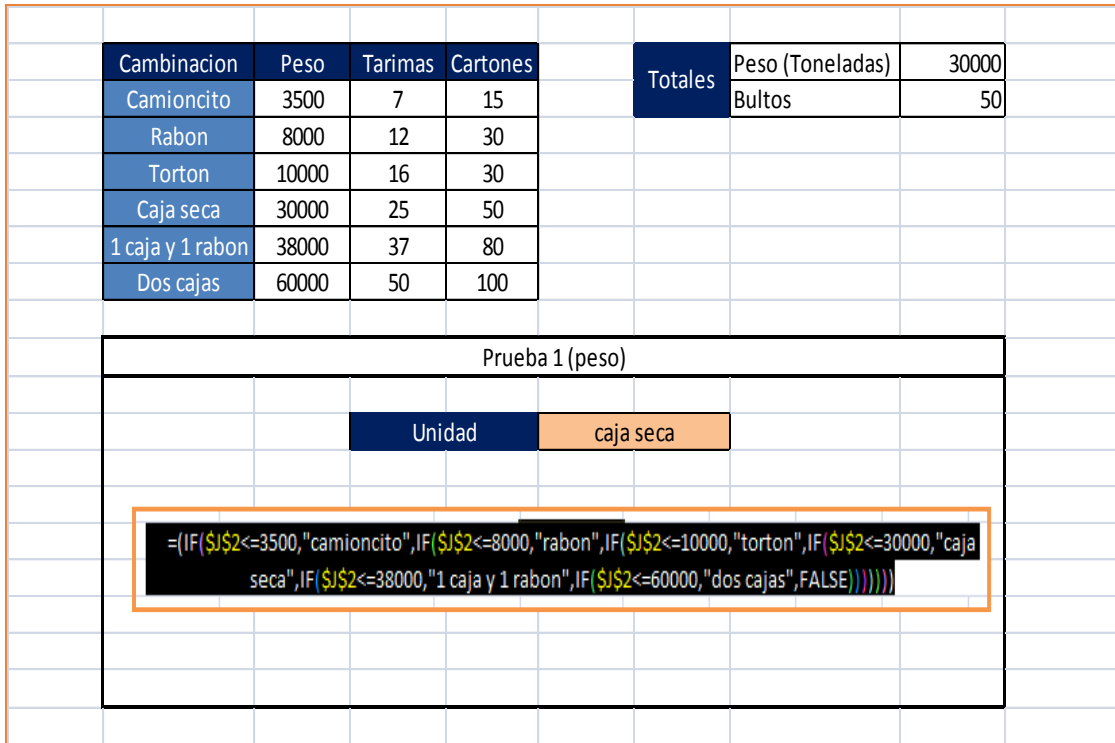 Cambinacion Peso Tarimas Cartones
Camioncito 3500 7 15
Rabon 8000 12 30
Torton 10000 16 30
Caja seca 30000 25 50
1 caja y 1 rabon 38000 37 80
Dos cajas 60000 50 100
Totales
Peso (Toneladas) 30000
Bultos 50
Prueba 1 (peso)
Unidad caja seca
=(IF($J$2<=3500,"camioncito",IF($J$2<=8000,"rabon",IF($J$2<=10000,"torton",IF($J$2<=30000,"caja
seca",IF($J$2<=38000,"1 caja y 1 rabon",IF($J$2<=60000,"dos cajas",FALSE)))))))